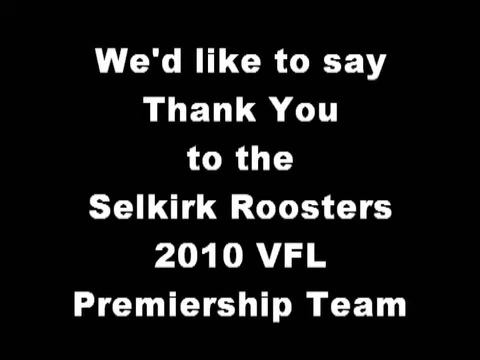 We'd like to say
Thank You
to the
Selkirk Roosters
2010 VFL
Premiership Team